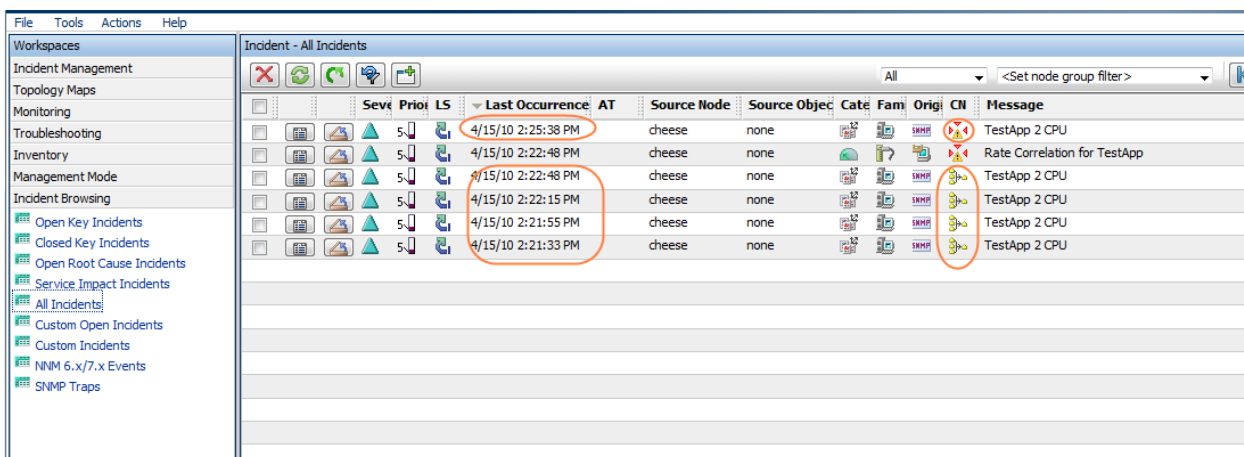 File Tools Actions Help
Workspaces
Incident Management
Topology Maps
Monitoring
Troubleshooting
Inventory
Management Mode
Incident Browsing
Open Key Incidents
Closed Key Incidents
Open Root Cause Incidents
Service Impact Incidents
All Incidents
Custom Open Incidents
Custom Incidents
NNM 6.x/7.x Events
SNMP Traps
Incident - All Incidents
All <Set node group filter>
Seve Prior LS Last Occurrence AT Source Node Source Objec Cate Fam Origi CN Message
5 4/15/10 2:25:38 PM cheese none SNMP TestApp 2 CPU
5 4/15/10 2:22:48 PM cheese none Rate Correlation for TestApp
5 4/15/10 2:22:48 PM cheese none SNMP TestApp 2 CPU
5 4/15/10 2:22:15 PM cheese none SNMP TestApp 2 CPU
5 4/15/10 2:21:55 PM cheese none SNMP TestApp 2 CPU
5 4/15/10 2:21:33 PM cheese none SNMP TestApp 2 CPU